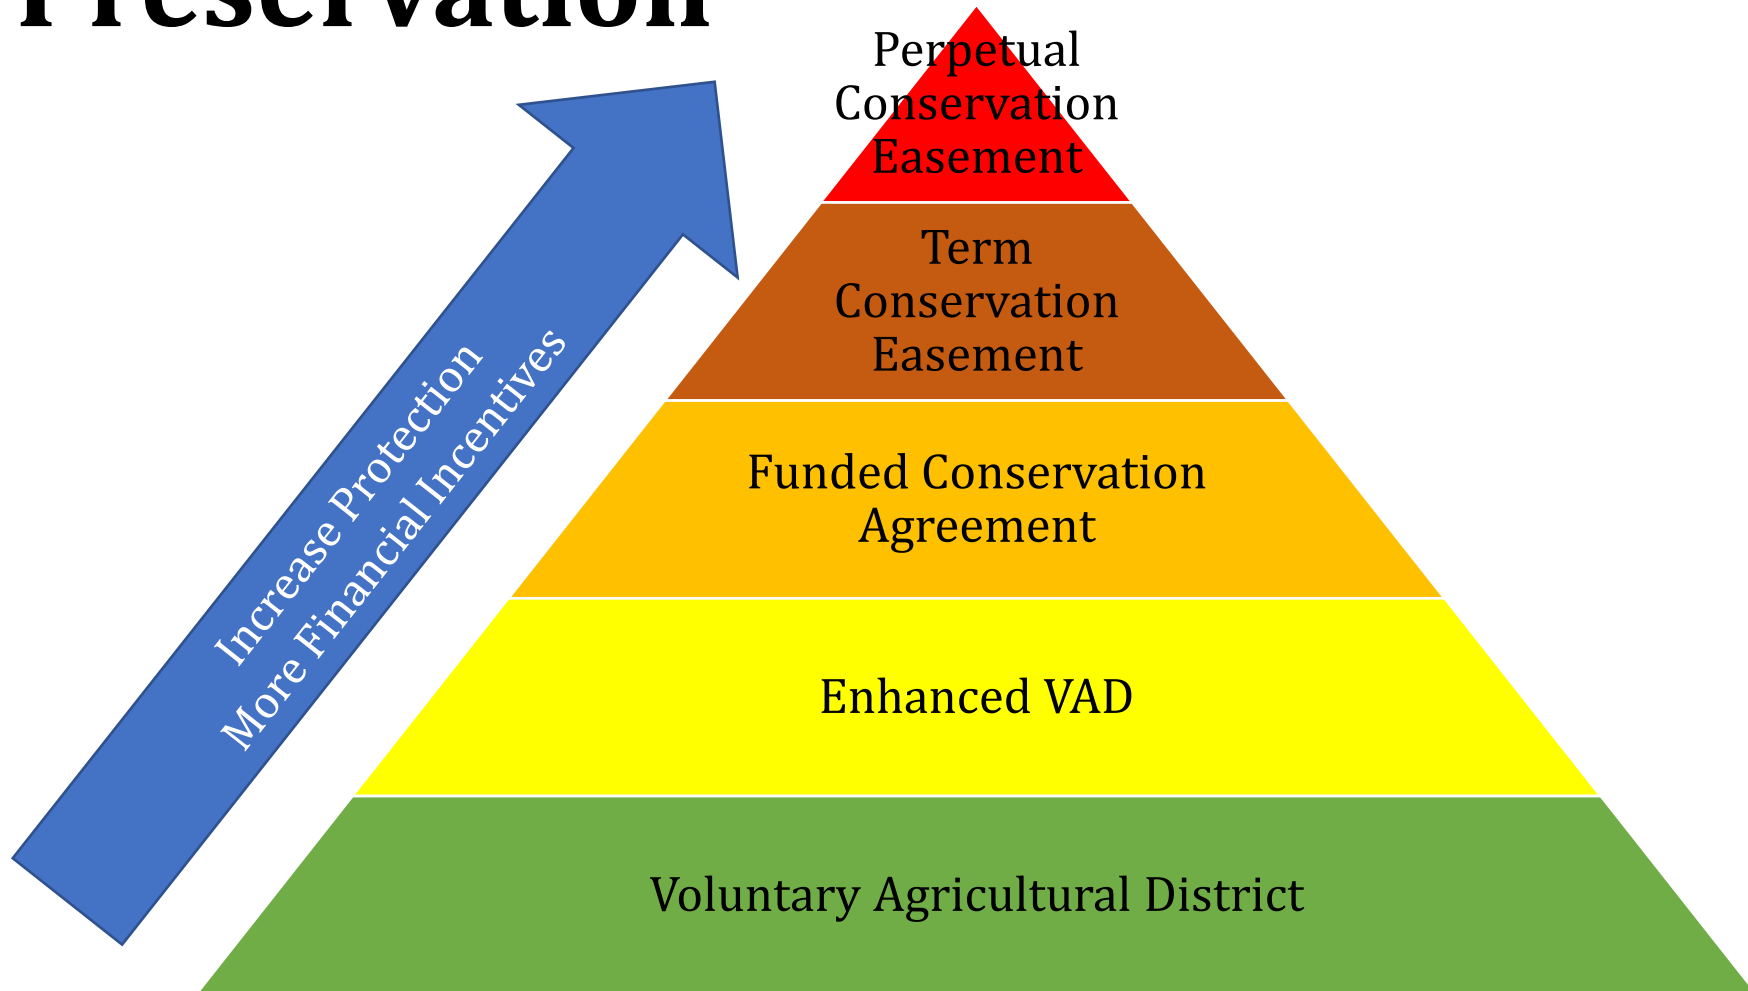 Preservation
Perpetual
Conservation
Easement
Term
Conservation
Easement
Funded Conservation
Agreement
Enhanced VAD
Voluntary Agricultural District
Increase Protection
More Financial Incentives